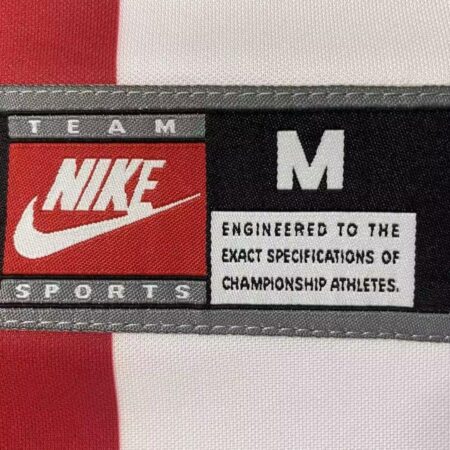 TEAM
NIKE
SPORTS
M
ENGINEERED TO THE
EXACT SPECIFICATIONS OF
CHAMPIONSHIP ATHLETES.